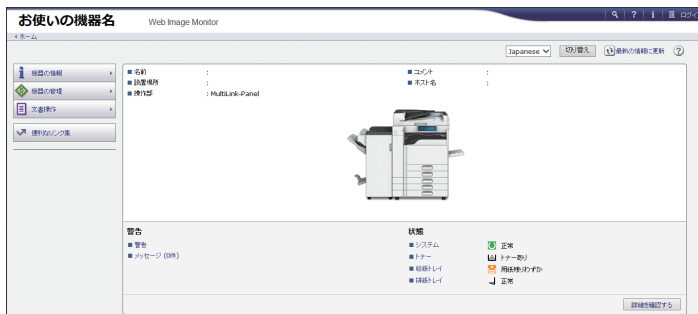 お使いの機器名 Web Image Monitor
? i ログイ
ホーム
Japanese 切り替え 最新の情報に更新 ?
機器の情報
機器の管理
文書操作
便利なリンク集
名前 : コメント :
設置場所 : ホスト名 :
操作部 : MultiLink-Panel
警告 状態
警告 システム 正常
メッセージ (0件) トナー トナーあり
給紙トレイ 用紙残りわずか
排紙トレイ 正常
詳細を確認する